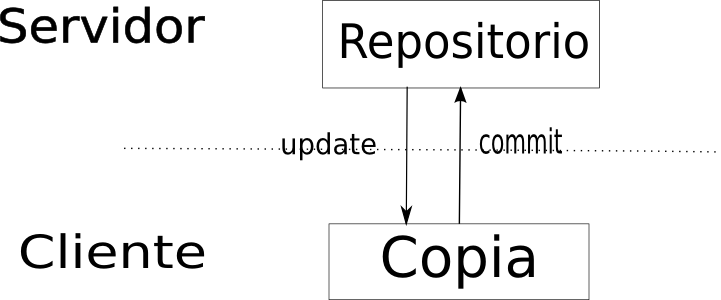 Servidor
Repositorio
update
commit
Cliente
Copia